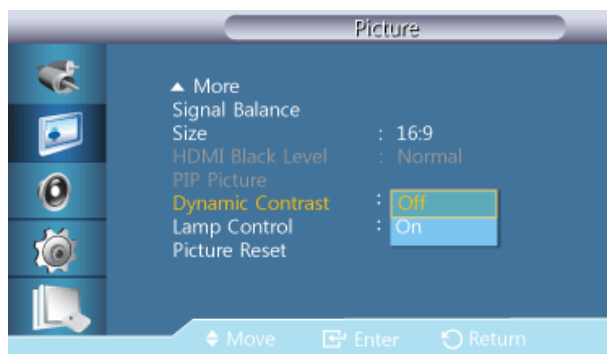 Picture
▲ More
Signal Balance
Size : 16:9
HDMI Black Level : Normal
PIP Picture
Dynamic Contrast : Off
Lamp Control : On
Picture Reset
Move Enter Return